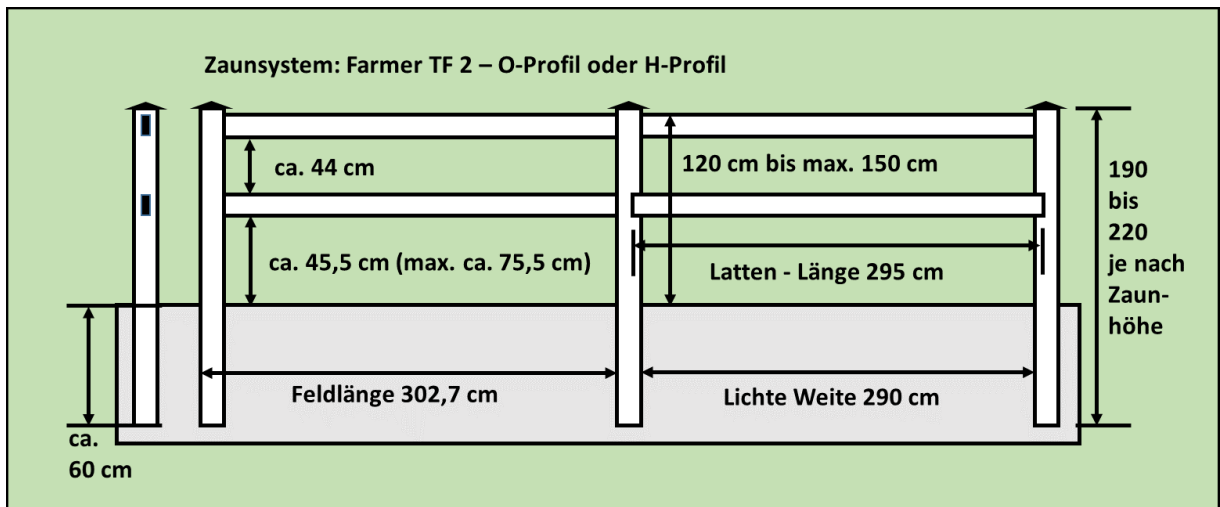 Zaunsystem: Farmer TF 2 – O-Profil oder H-Profil
ca. 44 cm
120 cm bis max. 150 cm
190
bis
220
je nach
Zaun-
höhe
ca. 45,5 cm (max. ca. 75,5 cm)
Latten - Länge 295 cm
Feldlänge 302,7 cm
Lichte Weite 290 cm
ca.
60 cm